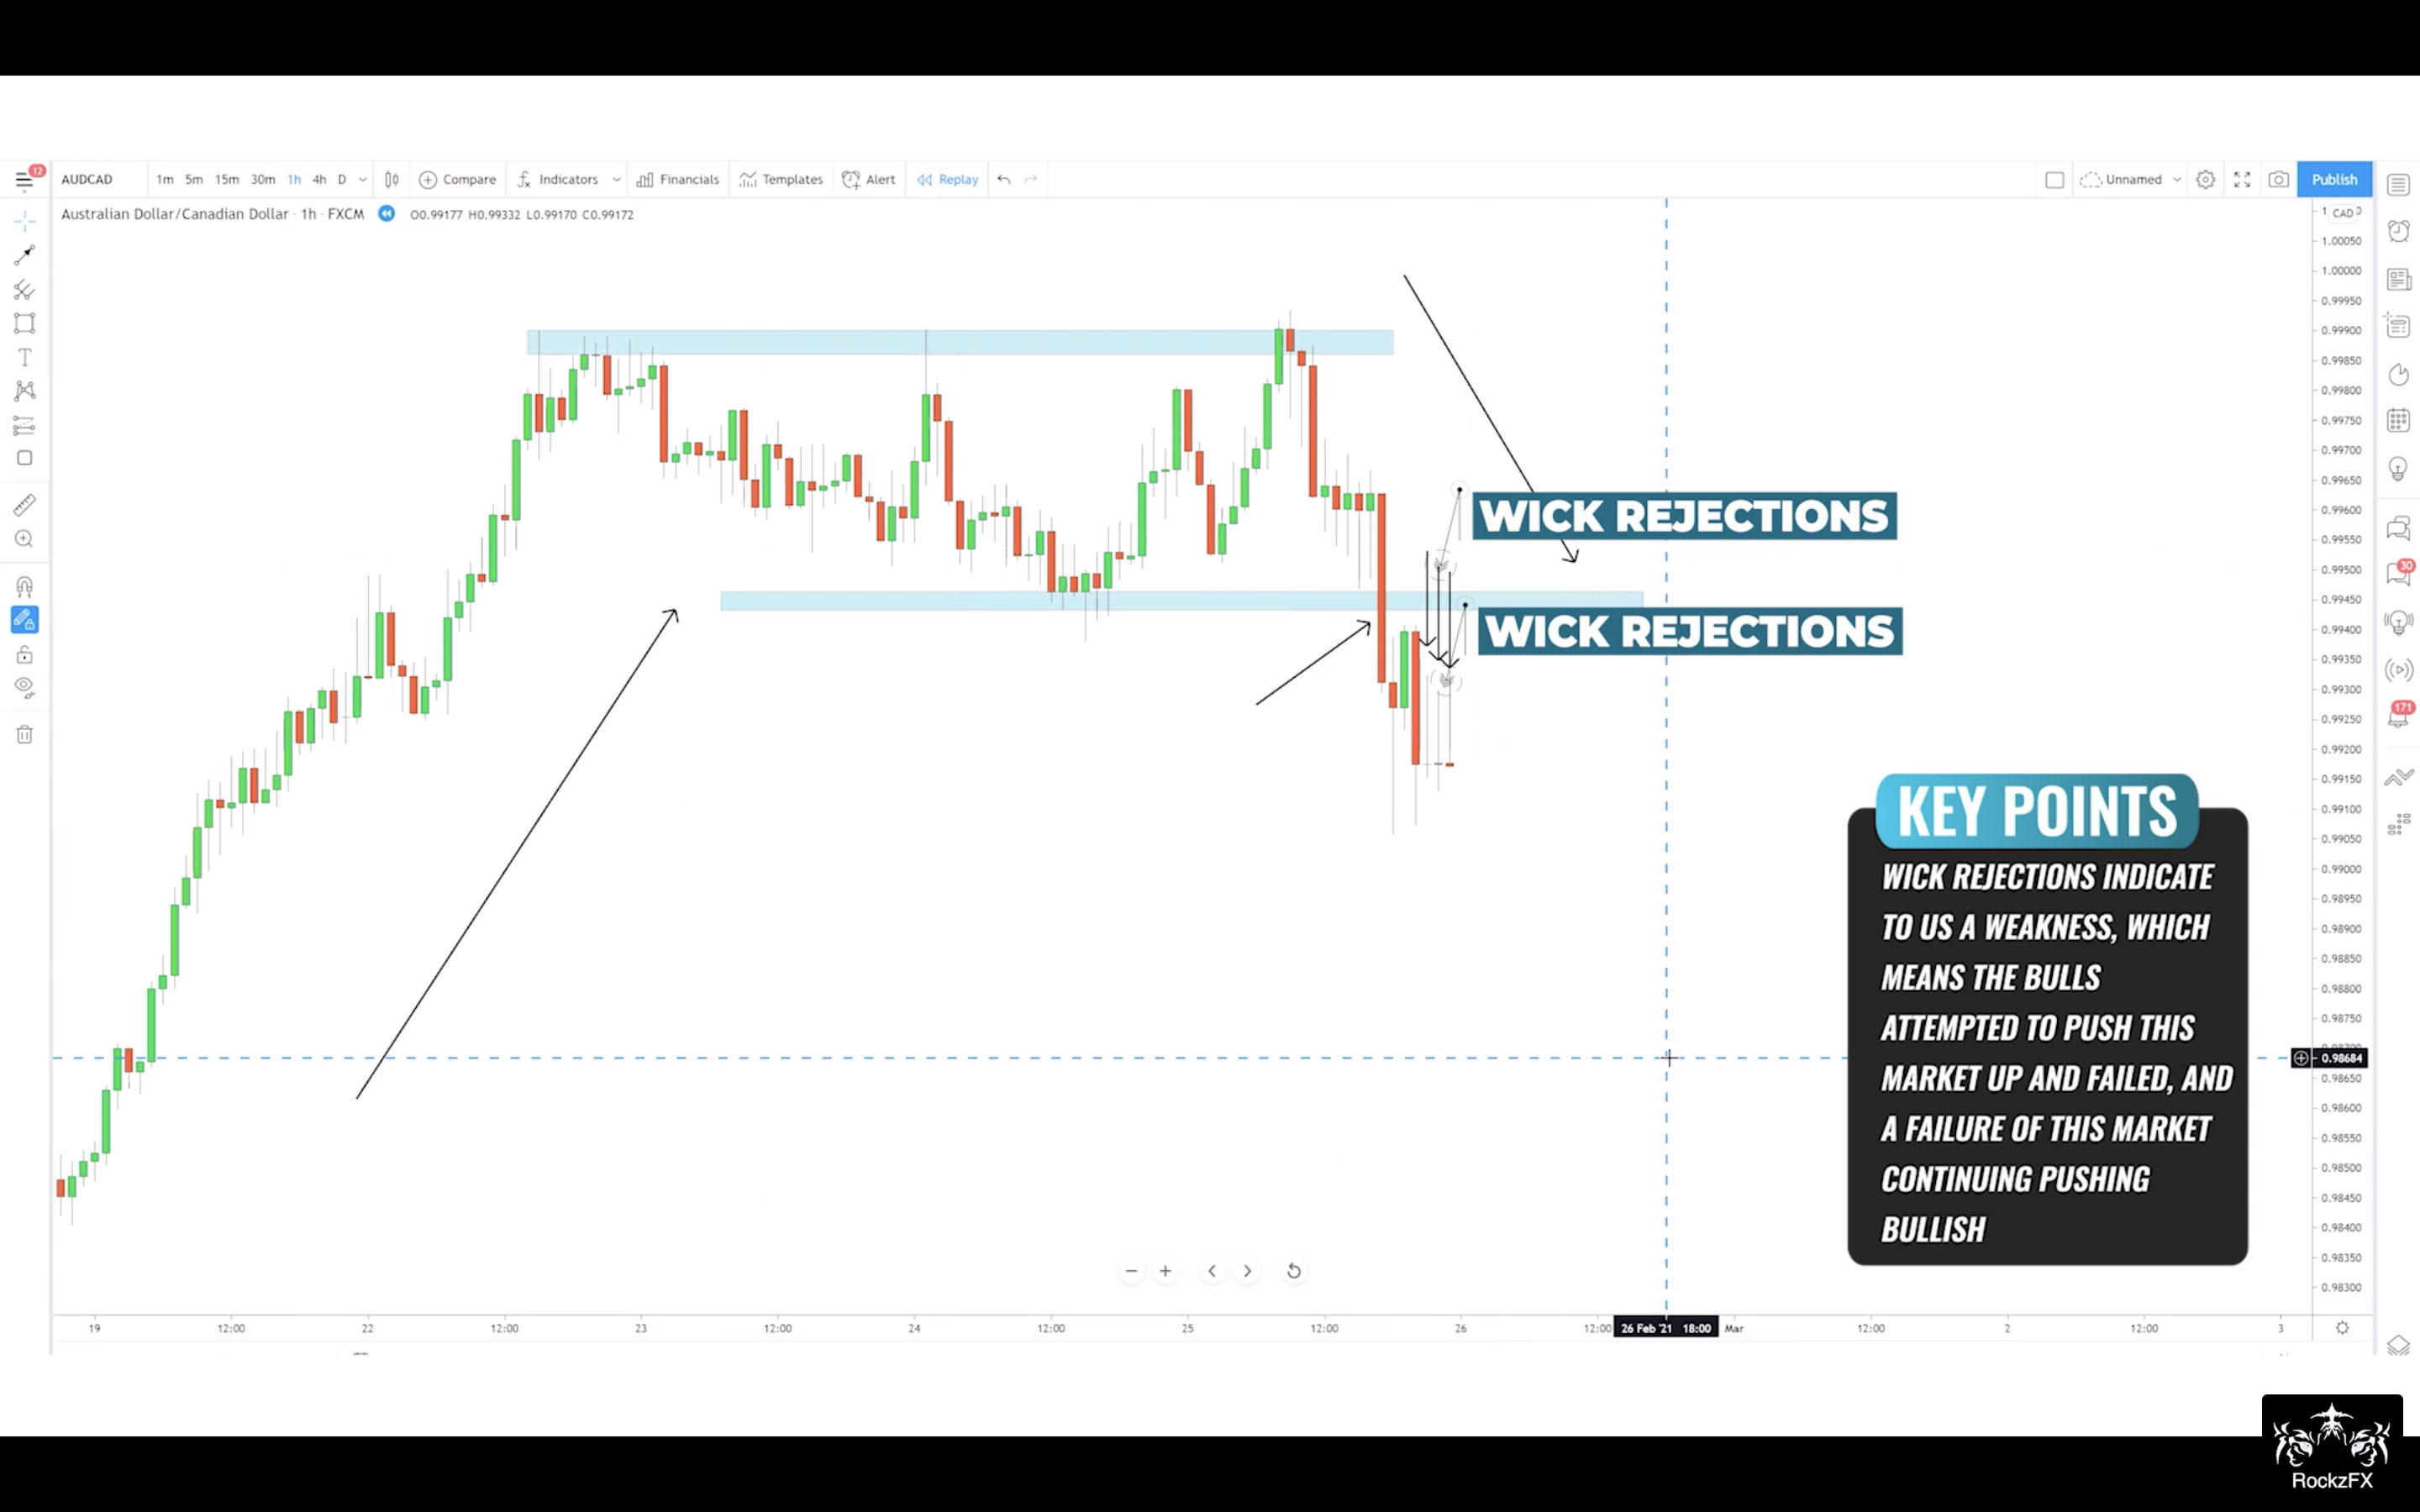 12
AUDCAD 1m 5m 15m 30m 1h 4h D Compare Indicators Financials Templates Alert Replay Unnamed Publish
Australian Dollar/Canadian Dollar · 1h · FXCM O0.99177 H0.99332 L0.99170 C0.99172
CAD
1.00050
1.00000
0.99950
0.99900
0.99850
0.99800
0.99750
0.99700
0.99650
0.99600
0.99550
0.99500
0.99450
0.99400
0.99350
0.99300
0.99250
0.99200
0.99150
0.99100
0.99050
0.99000
0.98950
0.98900
0.98850
0.98800
0.98750
0.98684
0.98650
0.98600
0.98550
0.98500
0.98450
0.98400
0.98350
0.98300
WICK REJECTIONS
WICK REJECTIONS
30
171
KEY POINTS
WICK REJECTIONS INDICATE
TO US A WEAKNESS, WHICH
MEANS THE BULLS
ATTEMPTED TO PUSH THIS
MARKET UP AND FAILED, AND
A FAILURE OF THIS MARKET
CONTINUING PUSHING
BULLISH
19 12:00 22 12:00 23 12:00 24 12:00 25 12:00 26 12:00 26 Feb '21 18:00 Mar 12:00 2 12:00 3
RockzFX